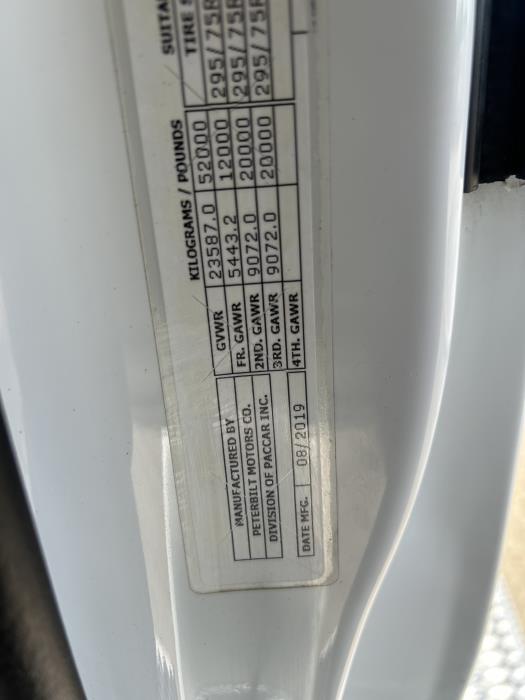 MANUFACTURED BY
PETERBILT MOTORS CO.
DIVISION OF PACCAR INC.
DATE MFG. 08/2019
KILOGRAMS / POUNDS
TIRE
GVWR 23587.0 52000
FR. GAWR 5443.2 12000 295/75R
2ND. GAWR 9072.0 20000 295/75R
3RD. GAWR 9072.0 20000 295/75R
4TH. GAWR